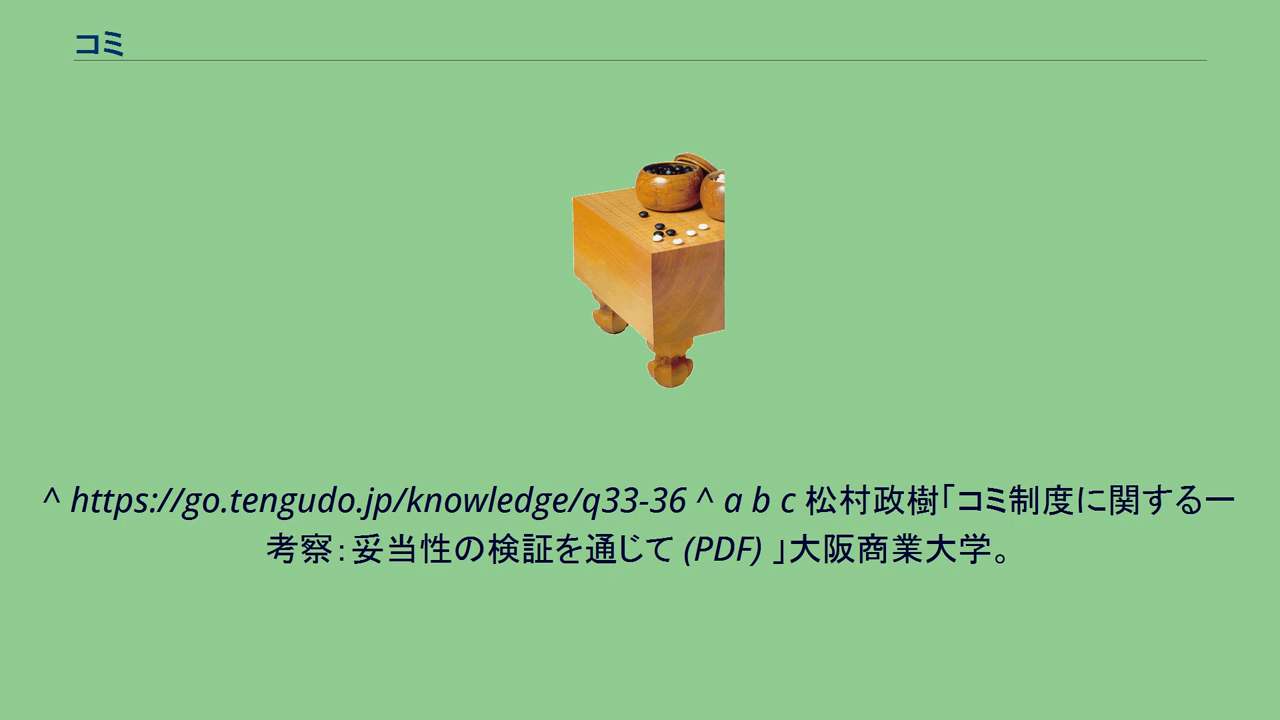 コミ
^ https://go.tengudo.jp/knowledge/q33-36 ^ a b c 松村政樹「コミ制度に関する一
考察：妥当性の検証を通じて (PDF) 」大阪商業大学。